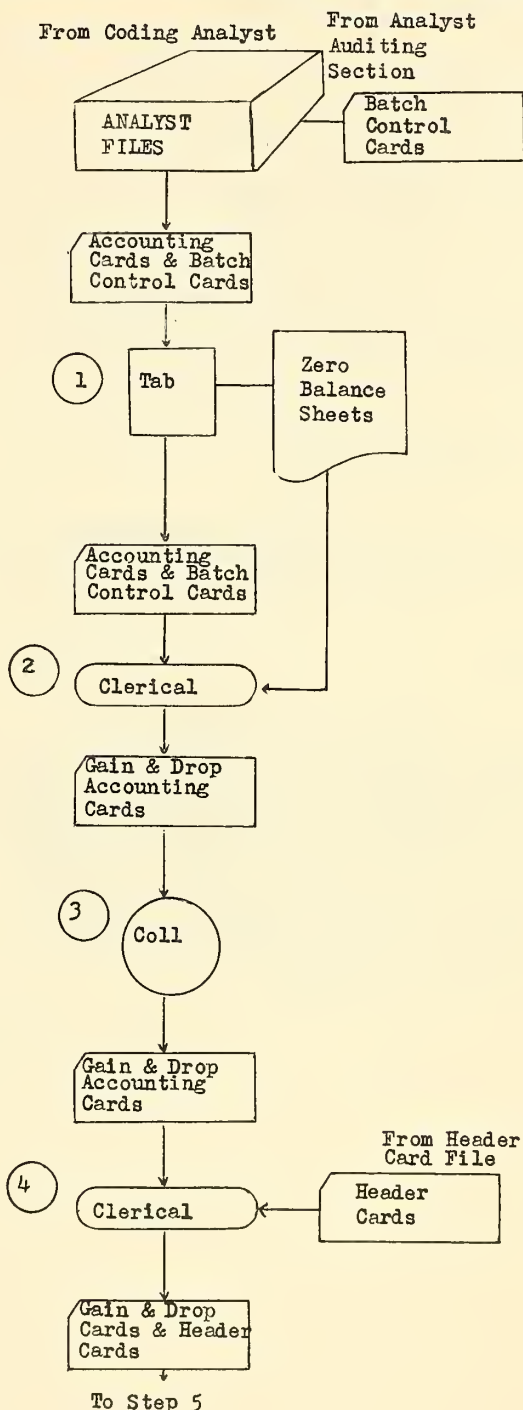 From Coding Analyst
From Analyst
Auditing
Section
ANALYST
FILES
Batch
Control
Cards
Accounting
Cards & Batch
Control Cards
1
Tab
Zero
Balance
Sheets
Accounting
Cards & Batch
Control Cards
2
Clerical
Gain & Drop
Accounting
Cards
3
Coll
Gain & Drop
Accounting
Cards
From Header
Card File
4
Clerical
Header
Cards
Gain & Drop
Cards & Header
Cards
To Step 5